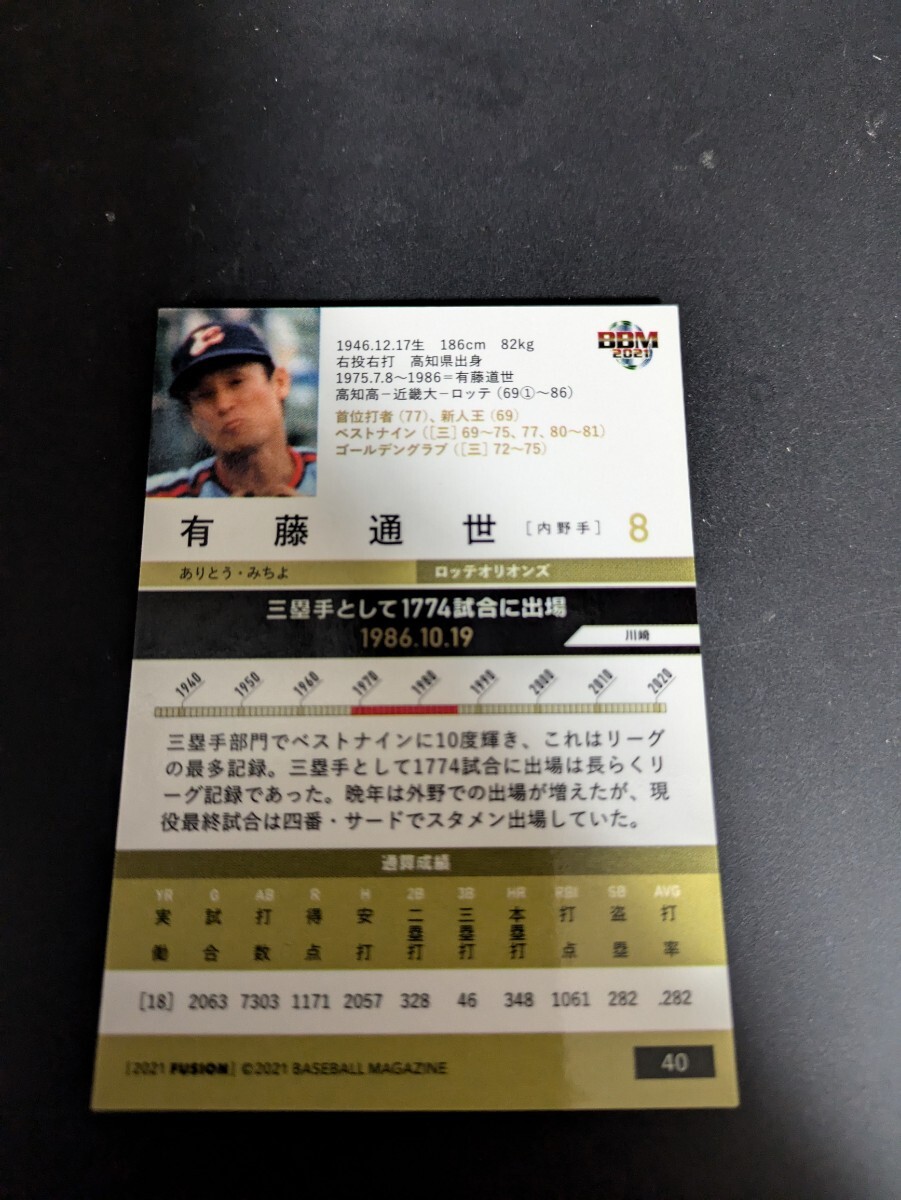 BBM
2021
1946.12.17生 186cm 82kg
右投右打 高知県出身
1975.7.8〜1986=有藤道世
高知高−近畿大−ロッテ(69①〜86)
首位打者(77)、新人王(69)
ベストナイン([三]69〜75、77、80〜81)
ゴールデングラブ([三]72〜75)
有藤通世 [内野手] 8
ありとう・みちよ ロッテオリオンズ
三塁手として1774試合に出場
1986.10.19 川崎
1940 1950 1960 1970 1980 1990 2000 2010 2020
三塁手部門でベストナインに10度輝き、これはリーグ
の最多記録。三塁手として1774試合に出場は長らくリ
ーグ記録であった。晩年は外野での出場が増えたが、現
役最終試合は四番・サードでスタメン出場していた。
通算成績
YR G AB R H 2B 3B HR RBI SB AVG
実働 試合 打数 得点 安打 二塁打 三塁打 本塁打 打点 盗塁 打率
[18] 2063 7303 1171 2057 328 46 348 1061 282 .282
[2021 FUSION] ©2021 BASEBALL MAGAZINE 40